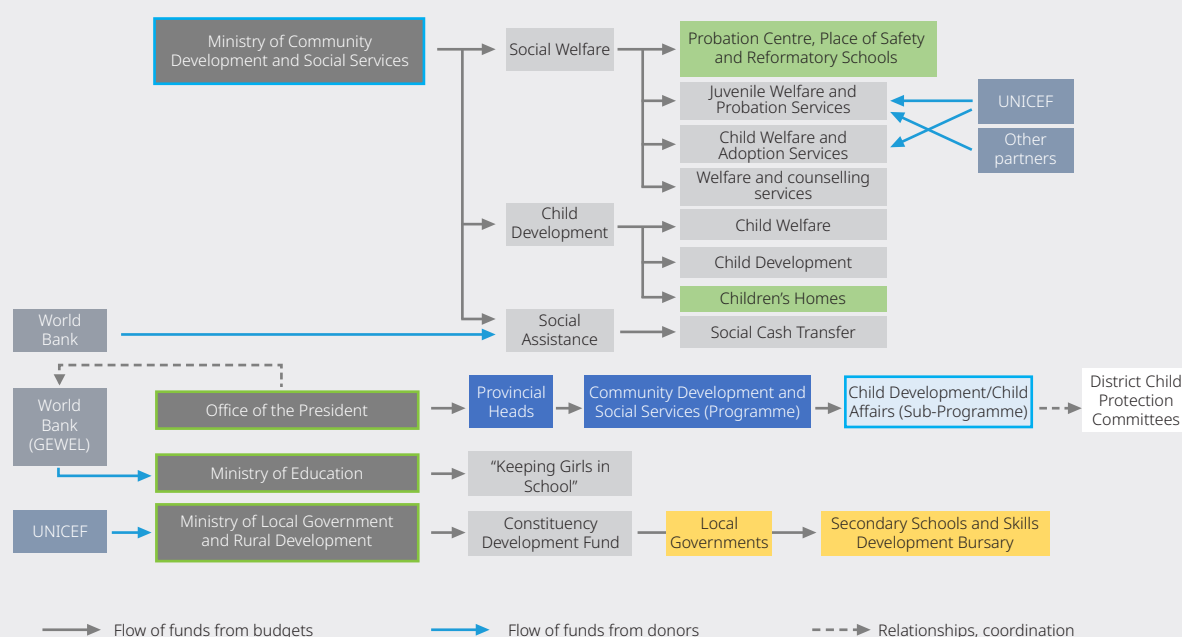 Ministry of Community
Development and Social Services
Social Welfare
Probation Centre, Place of Safety
and Reformatory Schools
Juvenile Welfare and
Probation Services
UNICEF
Child Welfare and
Adoption Services
Other
partners
Welfare and counselling
services
Child
Development
Child Welfare
Child Development
Children's Homes
World
Bank
Social
Assistance
Social Cash Transfer
World
Bank
(GEWEL)
Office of the President
Provincial
Heads
Community Development and
Social Services (Programme)
Child Development/Child
Affairs (Sub-Programme)
District Child
Protection
Committees
Ministry of Education
“Keeping Girls in
School”
UNICEF
Ministry of Local Government
and Rural Development
Constituency
Development Fund
Local
Governments
Secondary Schools and Skills
Development Bursary
Flow of funds from budgets
Flow of funds from donors
Relationships, coordination